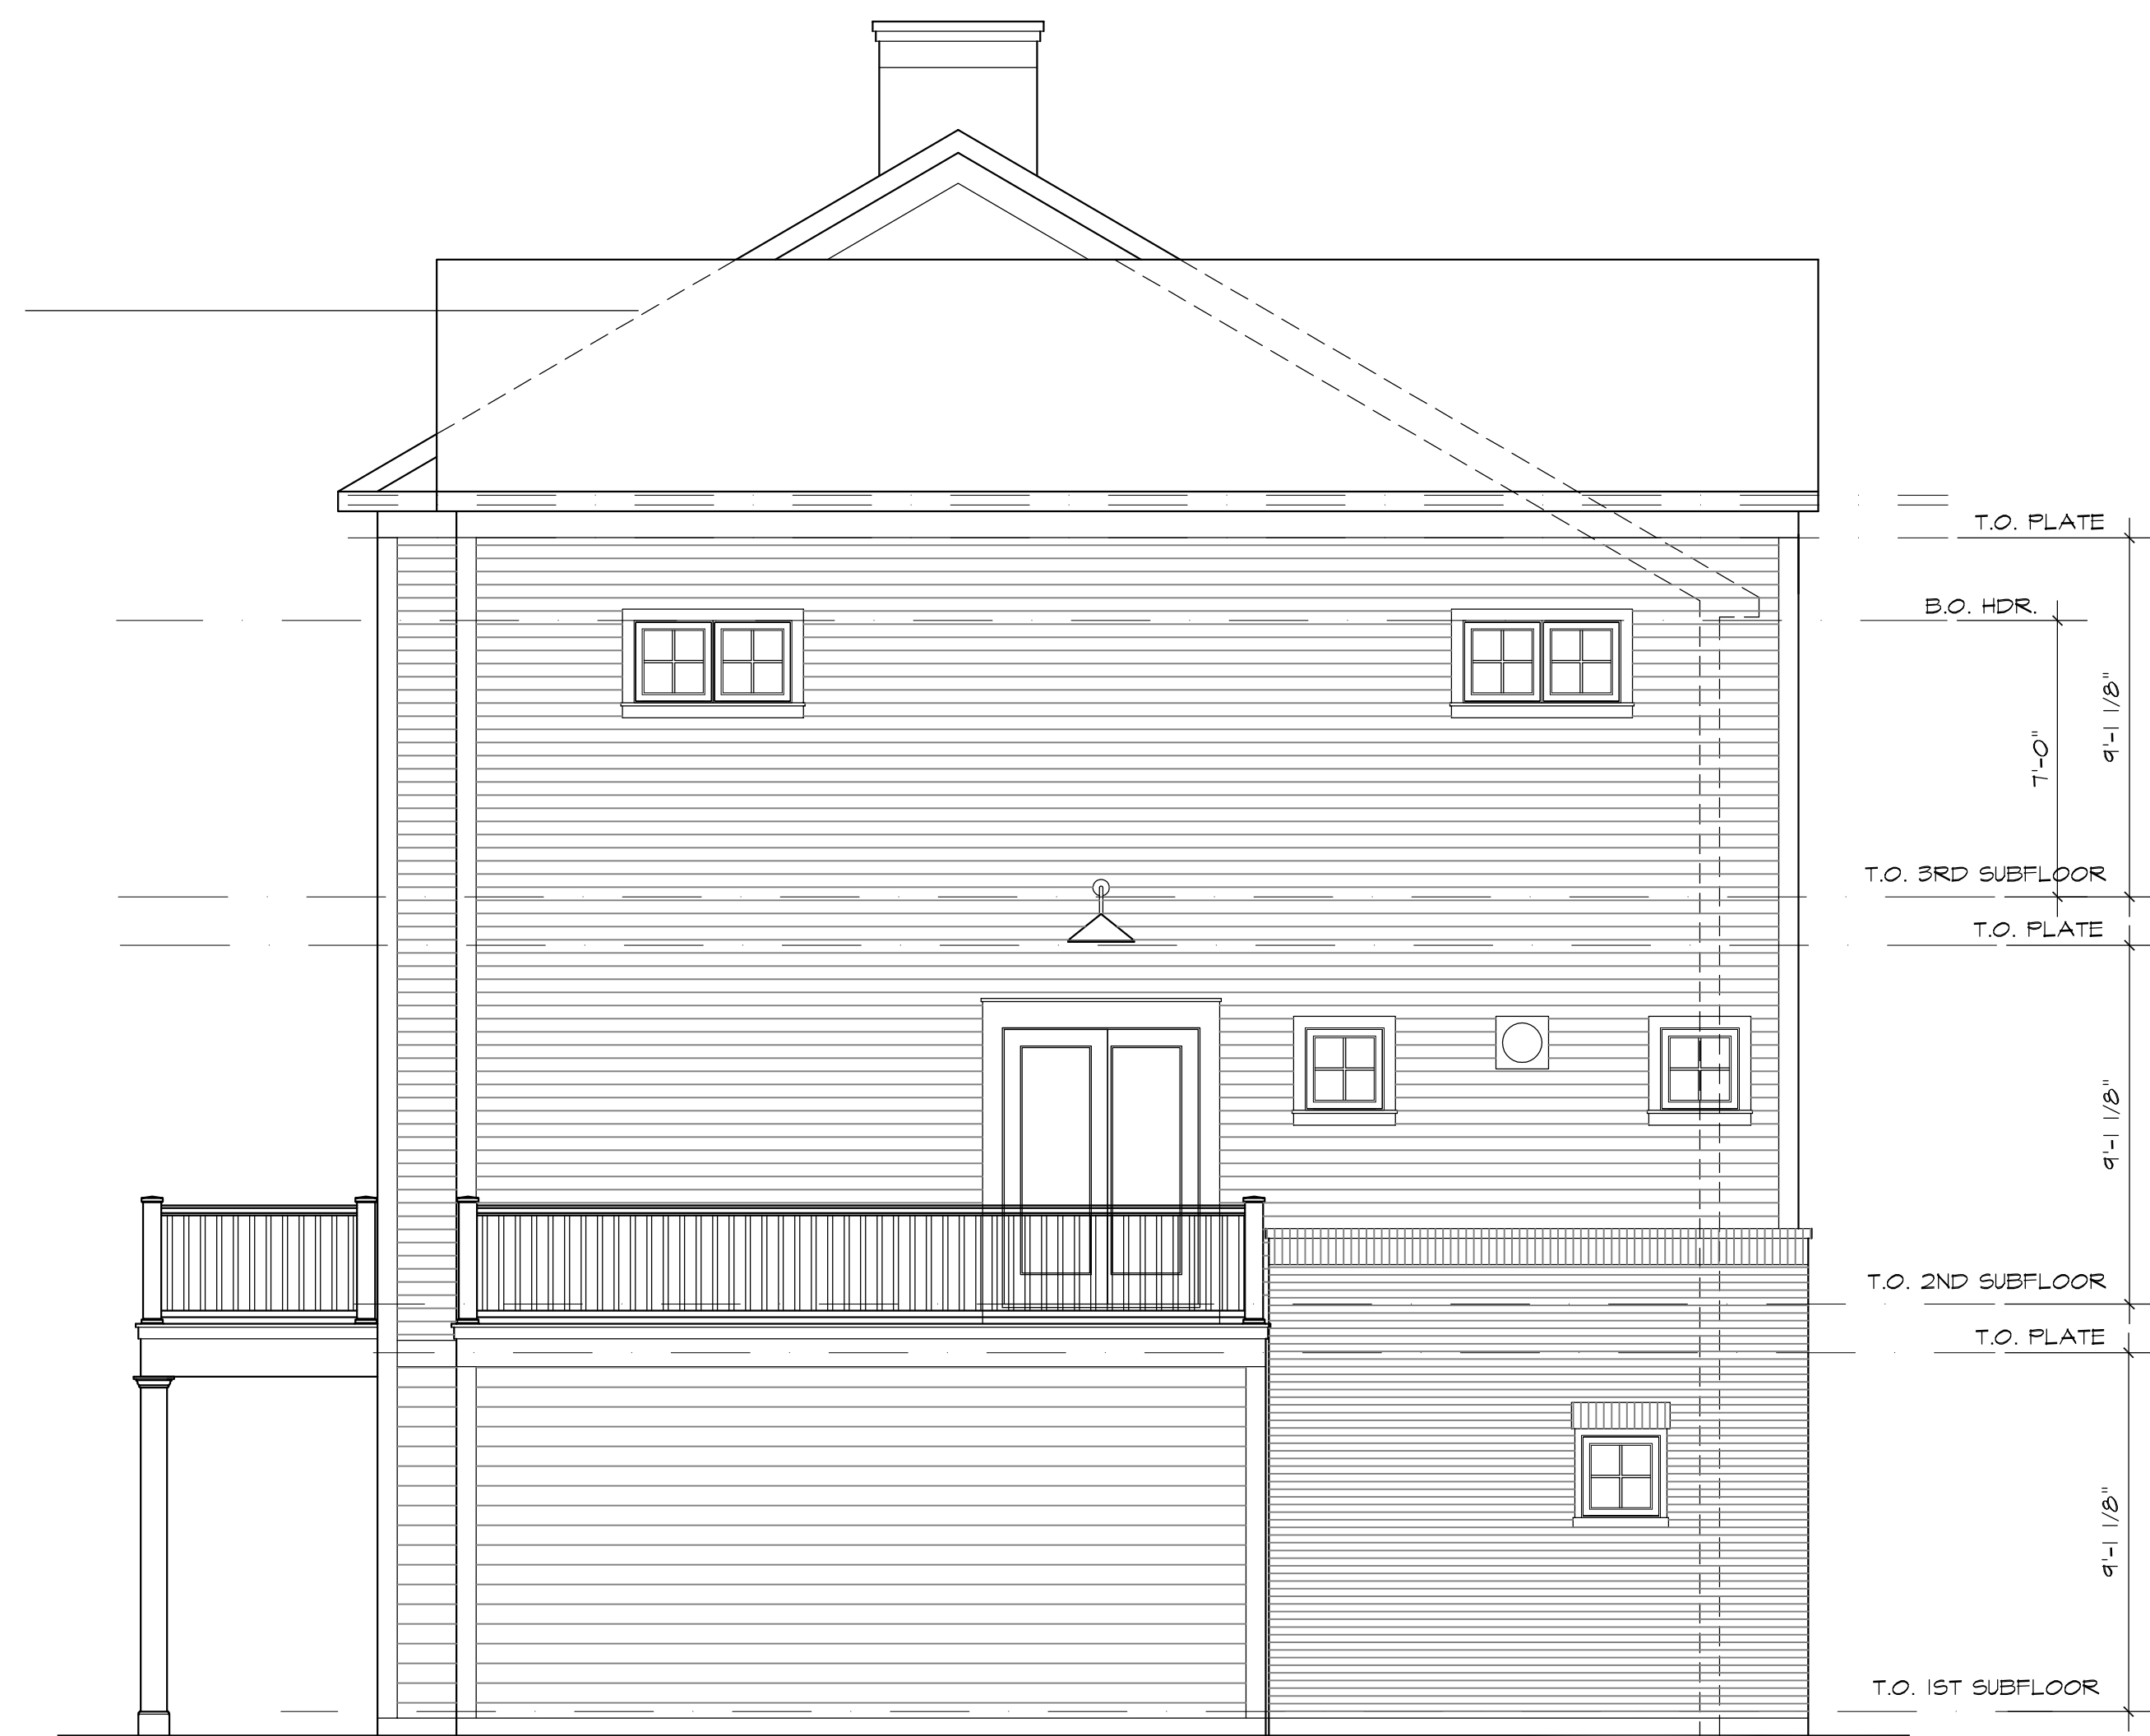 T.O. PLATE
B.O. HDR.
9'-1 1/8"
7'-0"
T.O. 3RD SUBFLOOR
T.O. PLATE
9'-1 1/8"
T.O. 2ND SUBFLOOR
T.O. PLATE
9'-1 1/8"
T.O. 1ST SUBFLOOR